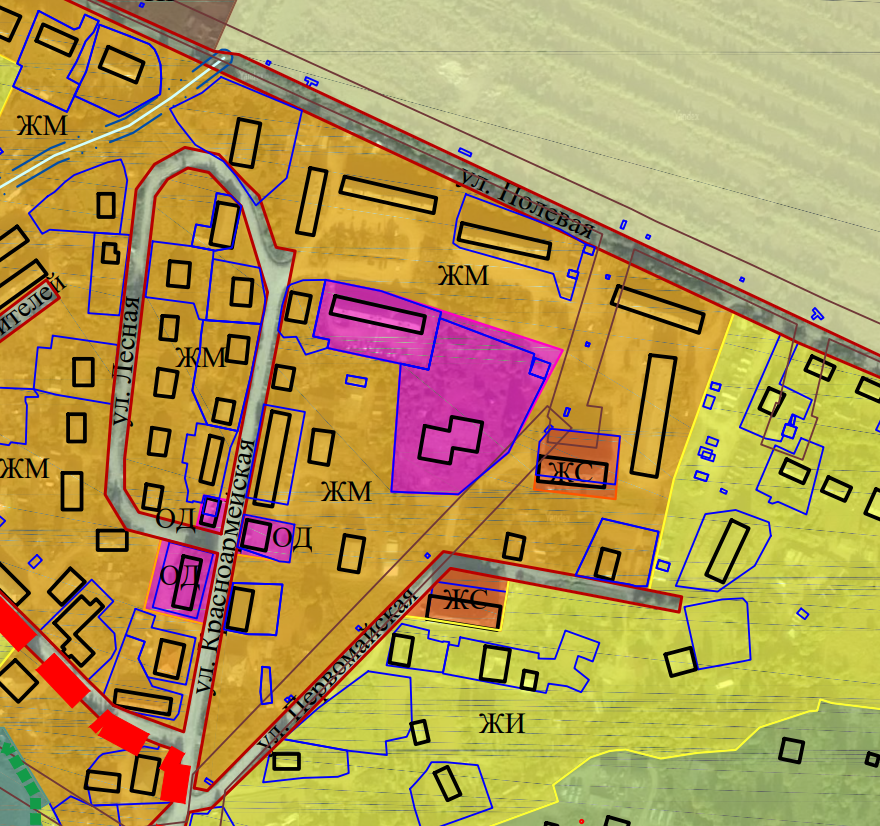 ЖМ
ул. Полевая
ЖМ
ителей
ул. Лесная
ЖМ
ЖМ
ЖС
ЖМ
ОД
ОД
ОД
ул. Красноармейская
ЖС
ул. Первомайская
ЖИ